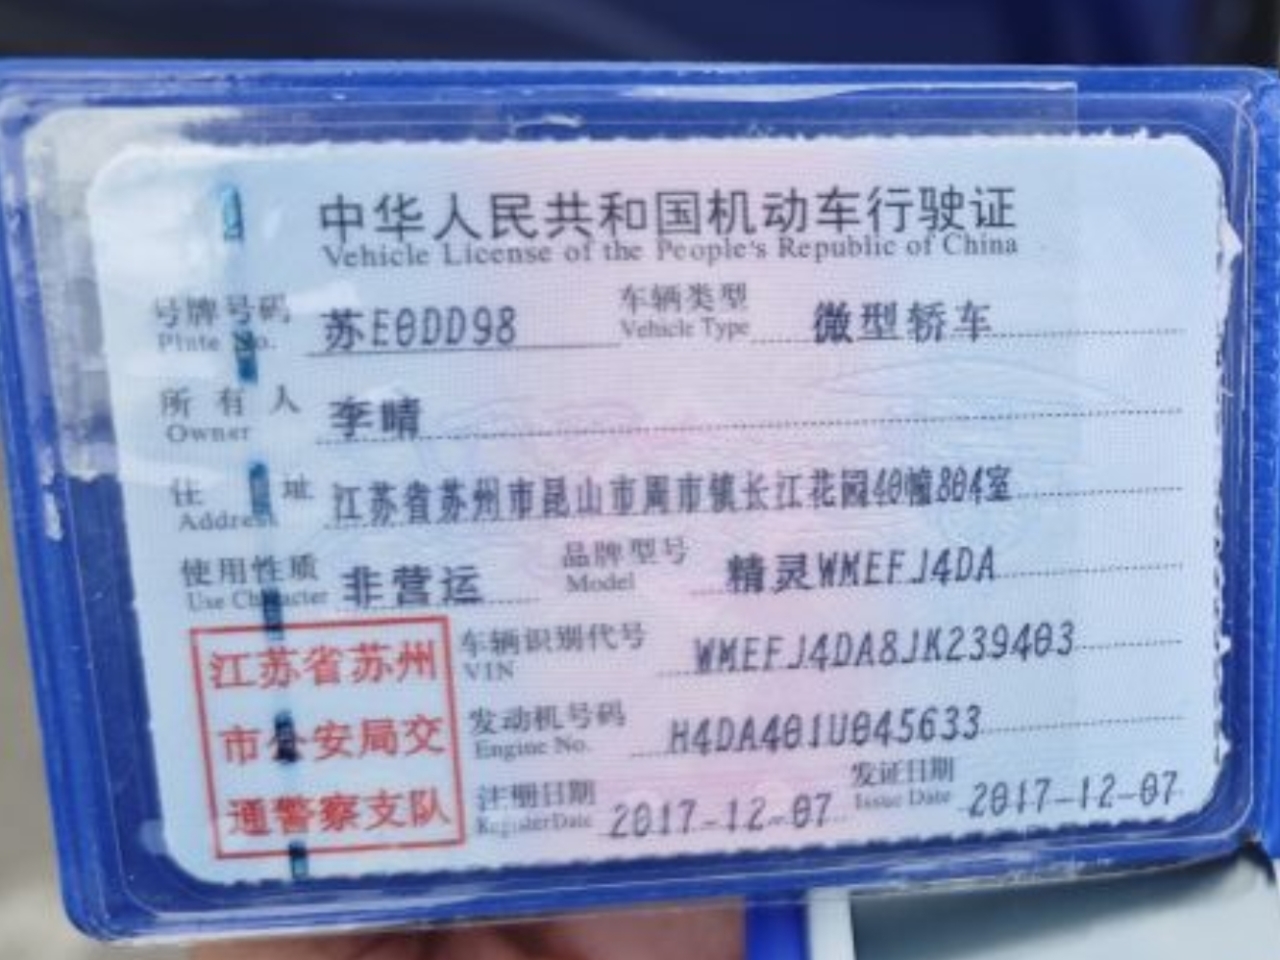 中华人民共和国机动车行驶证
Vehicle License of the People's Republic of China
号牌号码 苏E0DD98 车辆类型 微型轿车
Plate No. Vehicle Type
所有人 李晴
Owner
住址 江苏省苏州市昆山市周市镇长江花园40幢804室
Address
使用性质 非营运 品牌型号 精灵WMEFJ4DA
Use Character Model
江苏省苏州 车辆识别代号 WMEFJ4DA8JK239403
VIN
市公安局交 发动机号码 H4DA401U045633
Engine No.
通警察支队 注册日期 2017-12-07 发证日期 2017-12-07
Register Date Issue Date